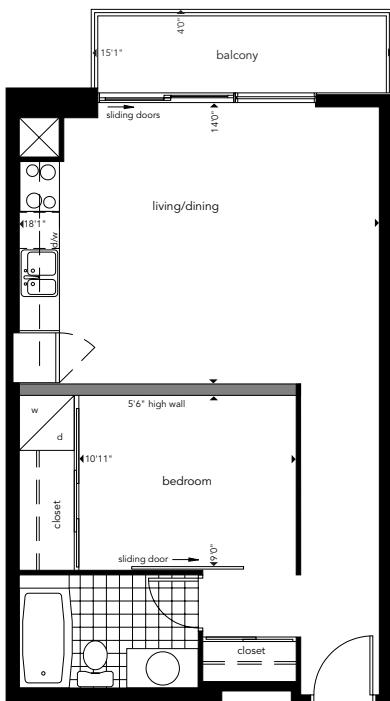 4'0"
15'1"
balcony
sliding doors
14'0"
living/dining
18'1"
d/w
5'6" high wall
w
d
10'11"
bedroom
closet
sliding door
9'0"
closet